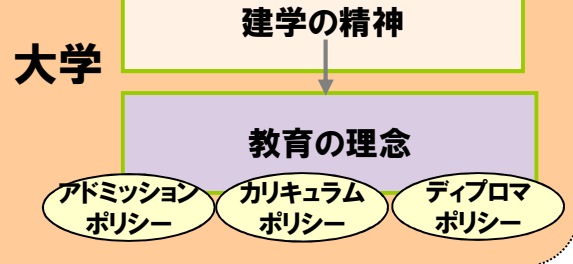 建学の精神
大学
教育の理念
アドミッション
ポリシー
カリキュラム
ポリシー
ディプロマ
ポリシー